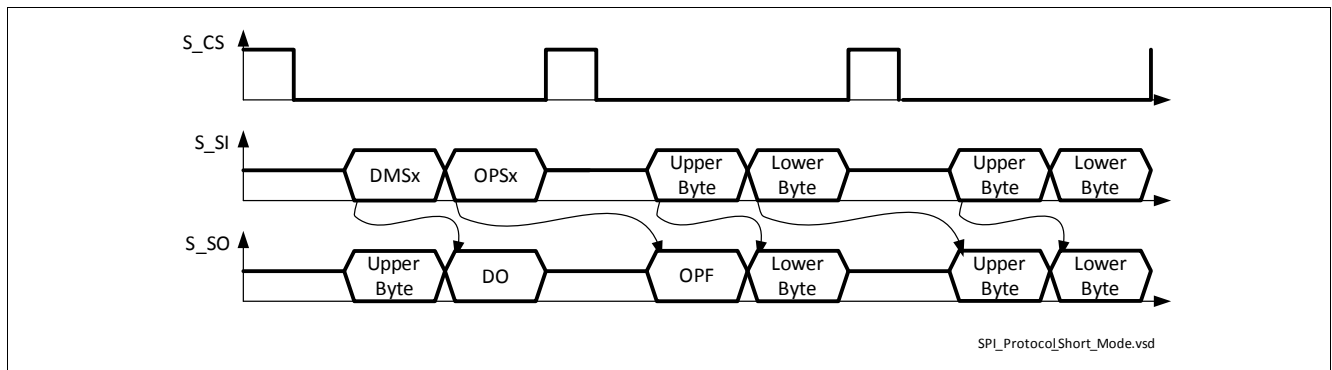 S_CS
S_SI
DMSx
OPSx
Upper
Byte
Lower
Byte
Upper
Byte
Lower
Byte
S_SO
Upper
Byte
DO
OPF
Lower
Byte
Upper
Byte
Lower
Byte
SPI_Protocol_Short_Mode.vsd